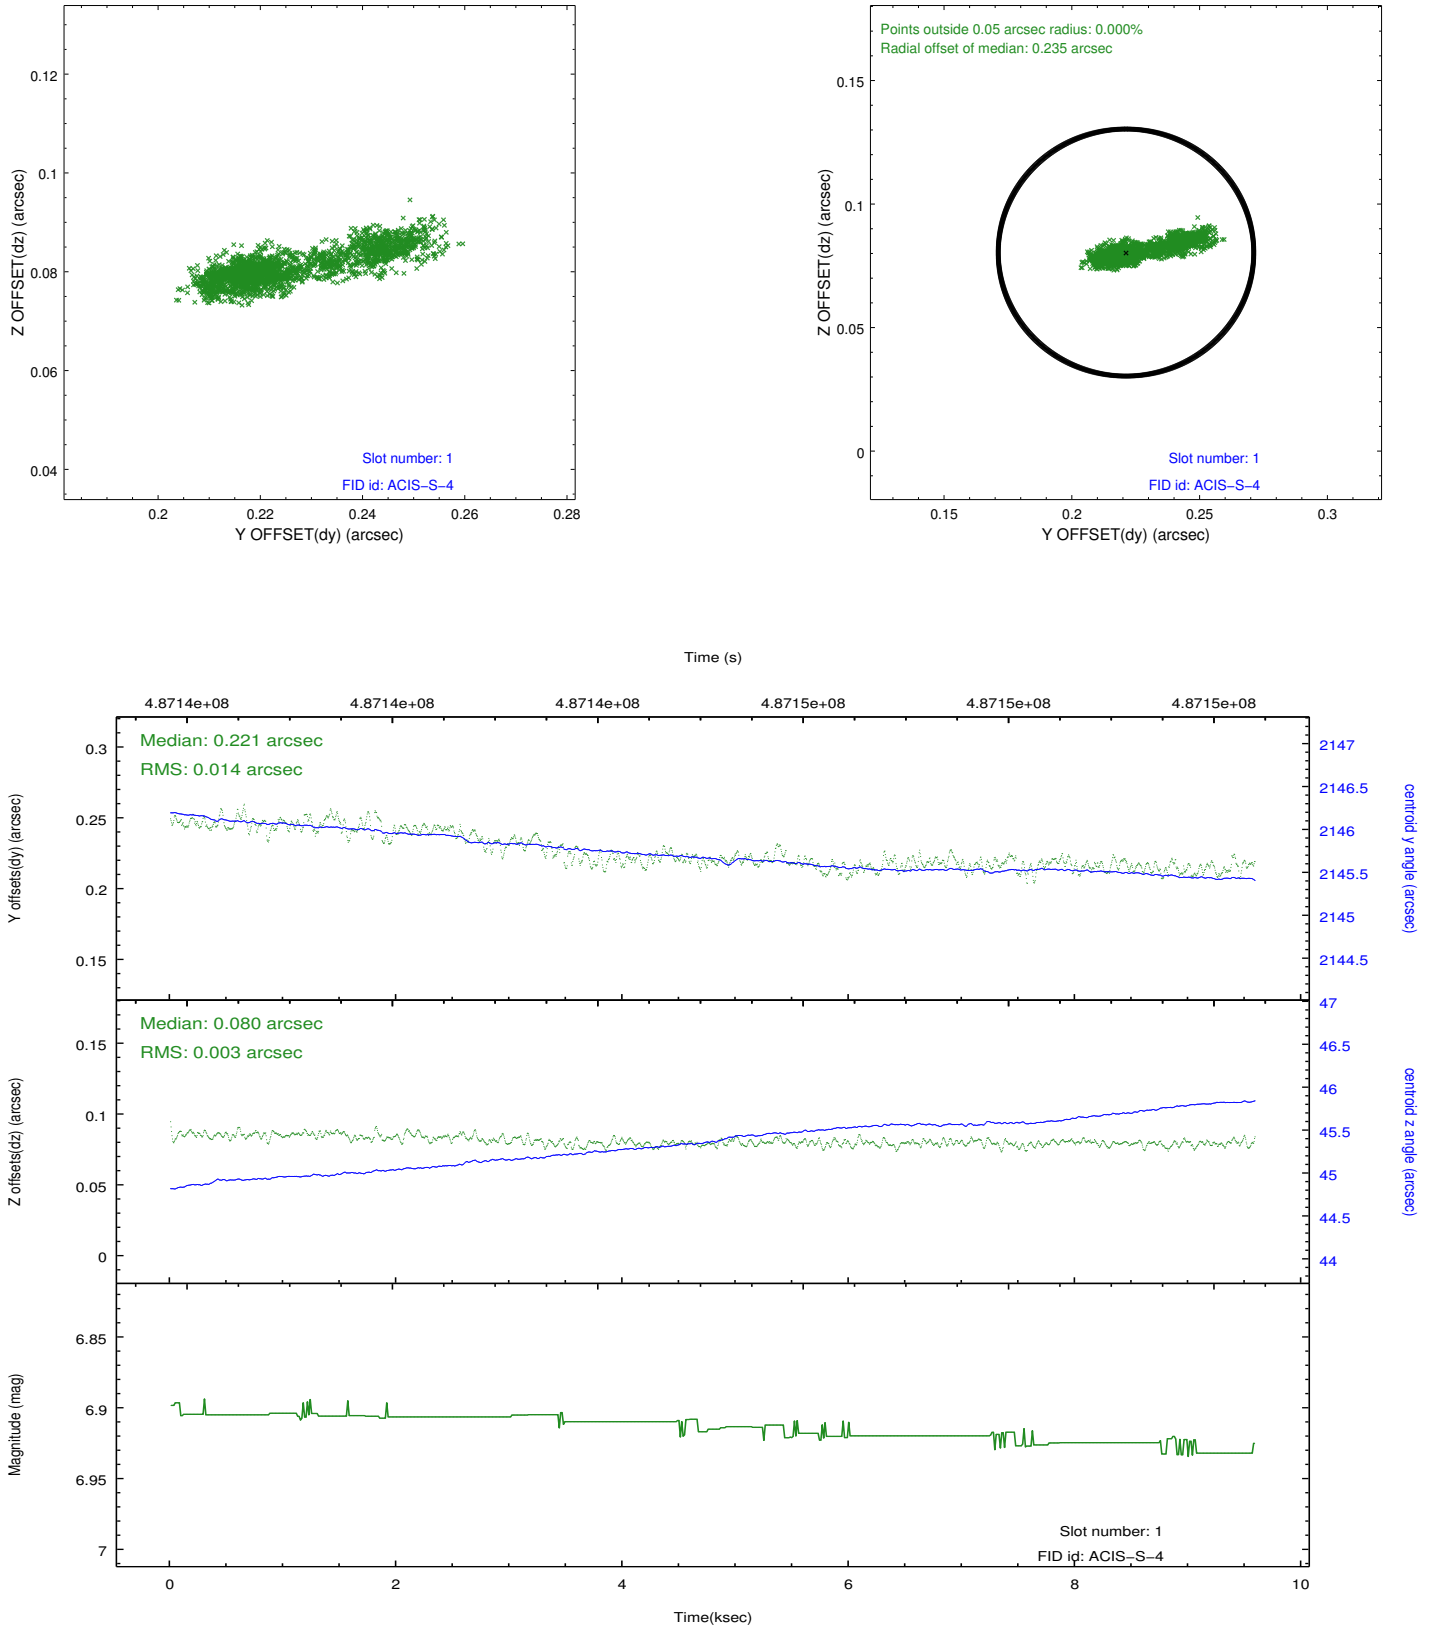 0.12
0.1
0.08
0.06
0.04
Z OFFSET(dz) (arcsec)
0.2 0.22 0.24 0.26 0.28
Y OFFSET(dy) (arcsec)
Slot number: 1
FID id: ACIS−S−4
Points outside 0.05 arcsec radius: 0.000%
Radial offset of median: 0.235 arcsec
0.15
0.1
0.05
0
Z OFFSET(dz) (arcsec)
0.15 0.2 0.25 0.3
Y OFFSET(dy) (arcsec)
Slot number: 1
FID id: ACIS−S−4
Time (s)
4.8714e+08 4.8714e+08 4.8714e+08 4.8715e+08 4.8715e+08 4.8715e+08
Median: 0.221 arcsec
RMS: 0.014 arcsec
0.3
0.25
0.2
0.15
Y offsets(dy) (arcsec)
2147
2146.5
2146
2145.5
2145
2144.5
centroid y angle (arcsec)
Median: 0.080 arcsec
RMS: 0.003 arcsec
0.15
0.1
0.05
0
Z offsets(dz) (arcsec)
47
46.5
46
45.5
45
44.5
44
centroid z angle (arcsec)
6.85
6.9
6.95
7
Magnitude (mag)
Slot number: 1
FID id: ACIS−S−4
0 2 4 6 8 10
Time(ksec)